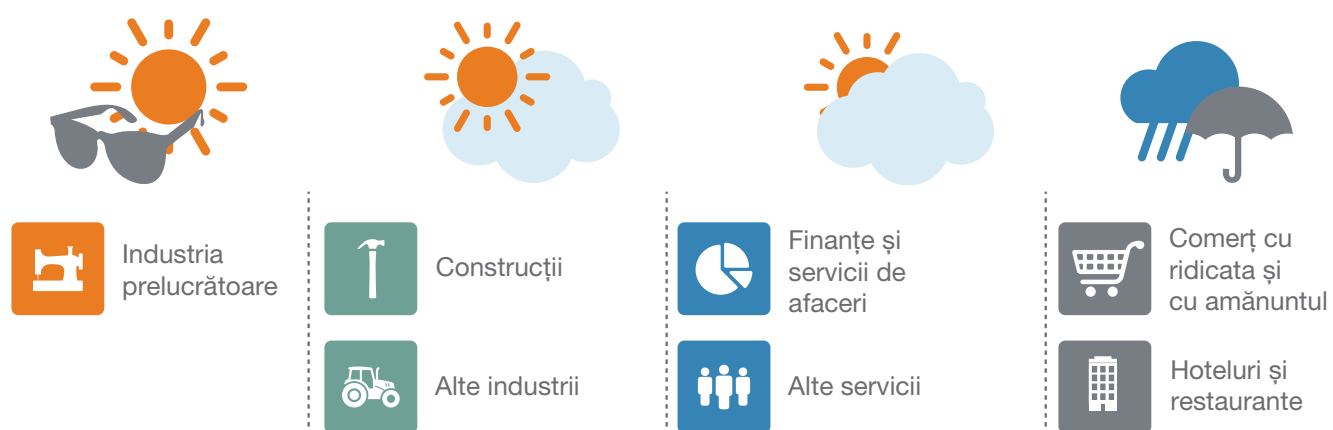 Industria
prelucrătoare
Construcții
Alte industrii
Finanțe și
servicii de
afaceri
Alte servicii
Comerț cu
ridicata și
cu amănuntul
Hoteluri și
restaurante